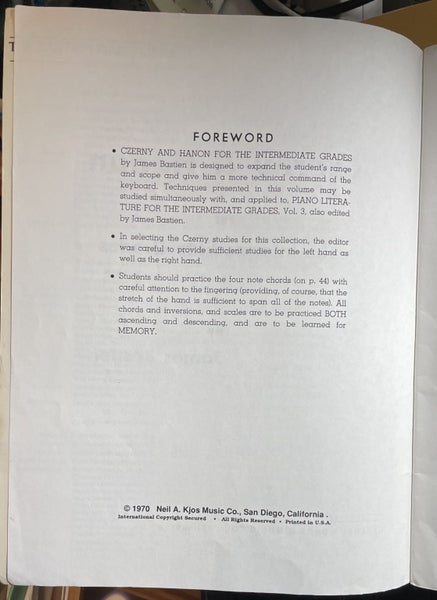 FOREWORD
• CZERNY AND HANON FOR THE INTERMEDIATE GRADES
by James Bastien is designed to expand the student's range
and scope and give him a more technical command of the
keyboard. Techniques presented in this volume may be
studied simultaneously with, and applied to, PIANO LITERA-
TURE FOR THE INTERMEDIATE GRADES, Vol. 3, also edited
by James Bastien.
• In selecting the Czerny studies for this collection, the editor
was careful to provide sufficient studies for the left hand as
well as the right hand.
• Students should practice the four note chords (on p. 44) with
careful attention to the fingering (providing, of course, that the
stretch of the hand is sufficient to span all of the notes). All
chords and inversions, and scales are to be practiced BOTH
ascending and descending, and are to be learned for
MEMORY.
© 1970 Neil A. Kjos Music Co., San Diego, California .
International Copyright Secured • All Rights Reserved • Printed in U.S.A.